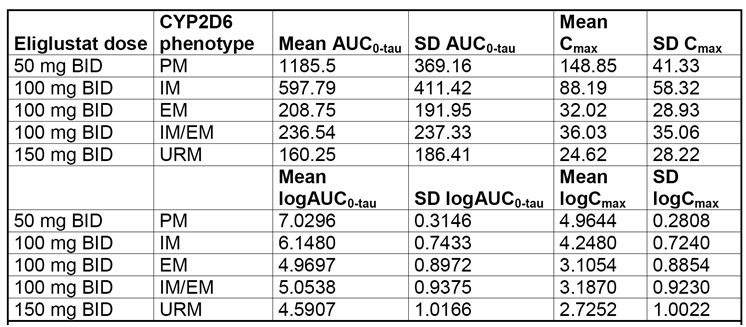 Eliglustat dose CYP2D6 phenotype Mean AUC0-tau SD AUC0-tau Mean Cmax SD Cmax
50 mg BID PM 1185.5 369.16 148.85 41.33
100 mg BID IM 597.79 411.42 88.19 58.32
100 mg BID EM 208.75 191.95 32.02 28.93
100 mg BID IM/EM 236.54 237.33 36.03 35.06
150 mg BID URM 160.25 186.41 24.62 28.22
Mean logAUC0-tau SD logAUC0-tau Mean logCmax SD logCmax
50 mg BID PM 7.0296 0.3146 4.9644 0.2808
100 mg BID IM 6.1480 0.7433 4.2480 0.7240
100 mg BID EM 4.9697 0.8972 3.1054 0.8854
100 mg BID IM/EM 5.0538 0.9375 3.1870 0.9230
150 mg BID URM 4.5907 1.0166 2.7252 1.0022